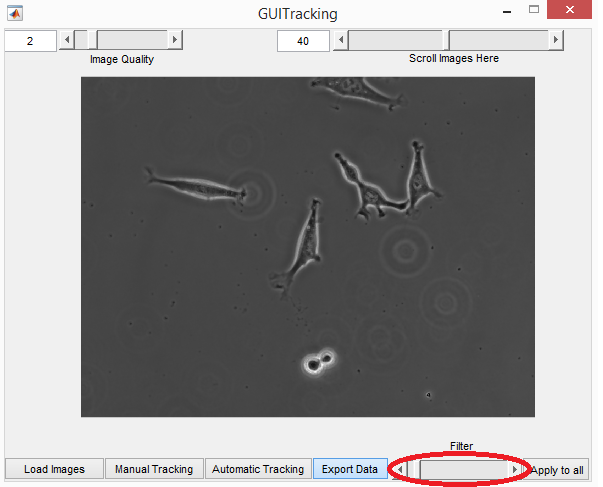 GUITracking
2
40
Image Quality
Scroll Images Here
Filter
Load Images
Manual Tracking
Automatic Tracking
Export Data
Apply to all